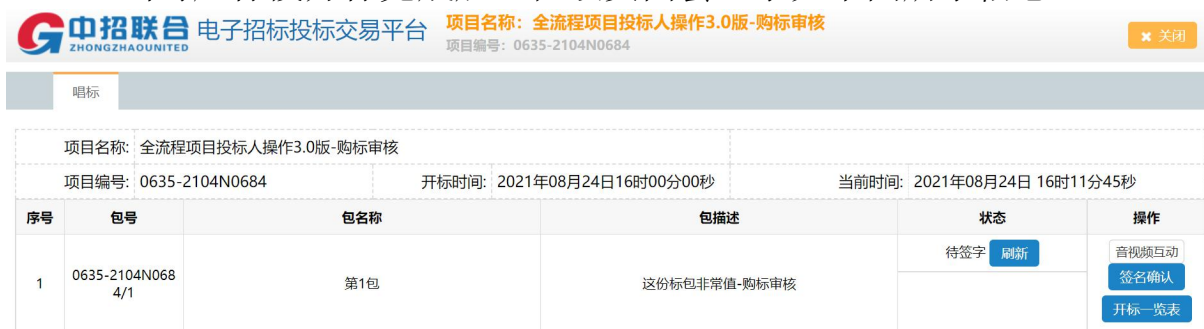 中招联合
ZHONGZHAOUNITED
电子招标投标交易平台
项目名称：全流程项目投标人操作3.0版-购标审核
项目编号：0635-2104N0684
× 关闭
唱标
项目名称: 全流程项目投标人操作3.0版-购标审核
项目编号: 0635-2104N0684 开标时间: 2021年08月24日16时00分00秒 当前时间: 2021年08月24日 16时11分45秒
序号 包号 包名称 包描述 状态 操作
1 0635-2104N068
4/1
第1包 这份标包非常值-购标审核
待签字 刷新
音视频互动
签名确认
开标一览表